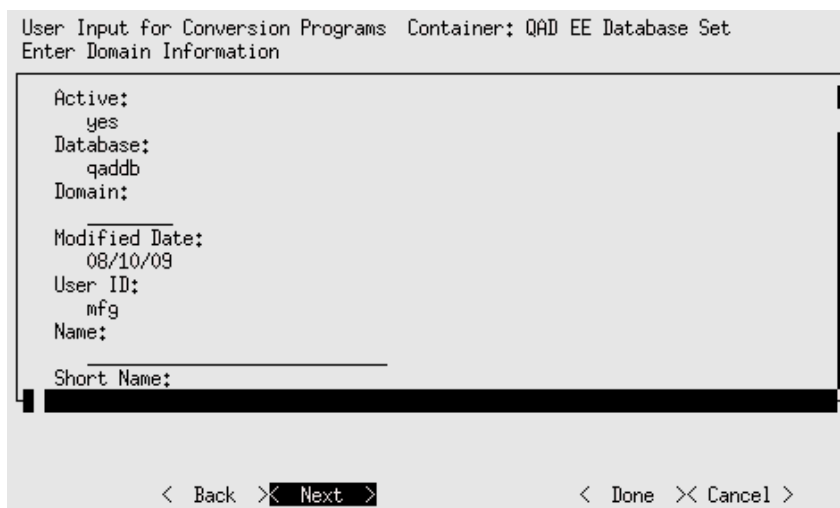 User Input for Conversion Programs  Container: QAD EE Database Set
Enter Domain Information
Active:
yes
Database:
qaddb
Domain:
Modified Date:
08/10/09
User ID:
mfg
Name:
Short Name:
< Back >< Next > < Done >< Cancel >